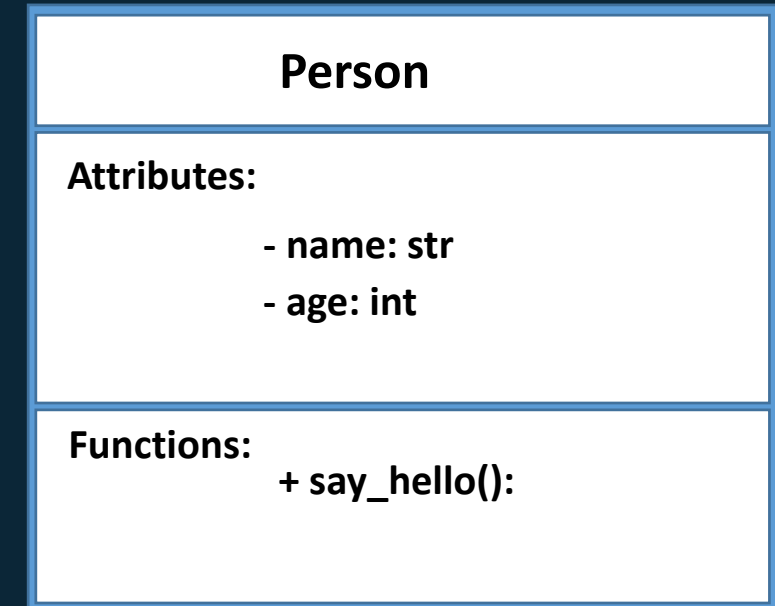 Person
Attributes:
- name: str
- age: int
Functions:
+ say_hello():